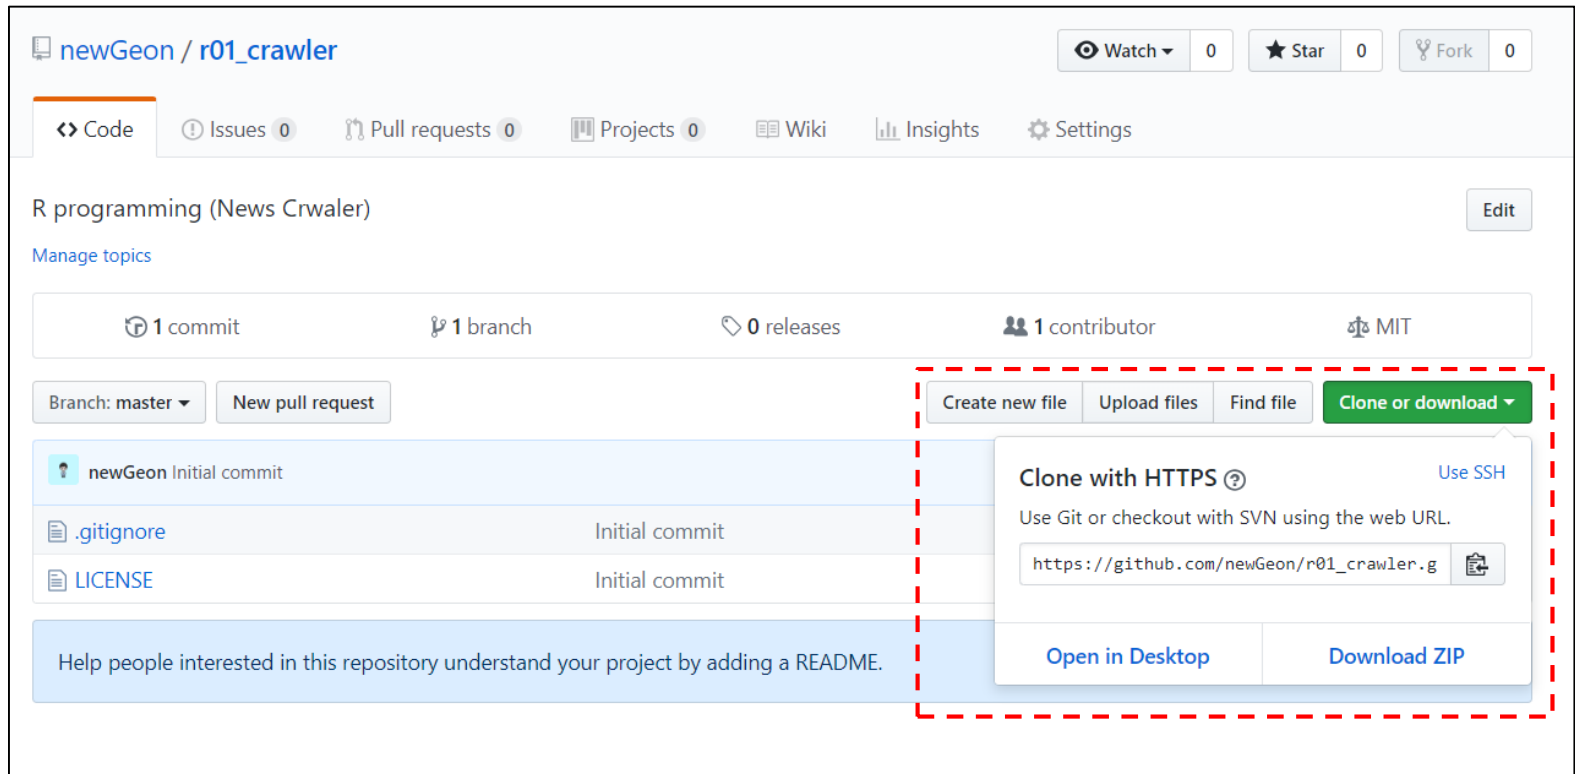 newGeon / r01_crawler
Watch 0 Star 0 Fork 0
Code Issues 0 Pull requests 0 Projects 0 Wiki Insights Settings
R programming (News Crwaler)
Edit
Manage topics
1 commit 1 branch 0 releases 1 contributor MIT
Branch: master New pull request Create new file Upload files Find file Clone or download
newGeon Initial commit
.gitignore Initial commit
LICENSE Initial commit
Help people interested in this repository understand your project by adding a README.
Clone with HTTPS ? Use SSH
Use Git or checkout with SVN using the web URL.
https://github.com/newGeon/r01_crawler.g
Open in Desktop Download ZIP